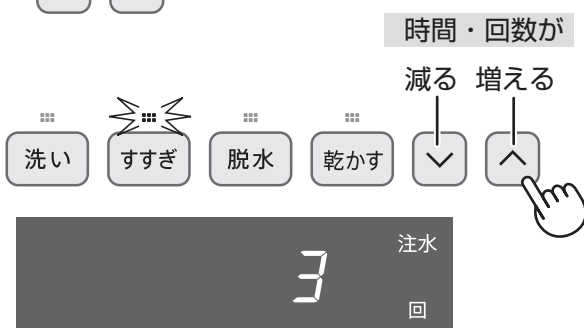 時間・回数が
減る 増える
洗い すすぎ 脱水 乾かす
注水
3
回